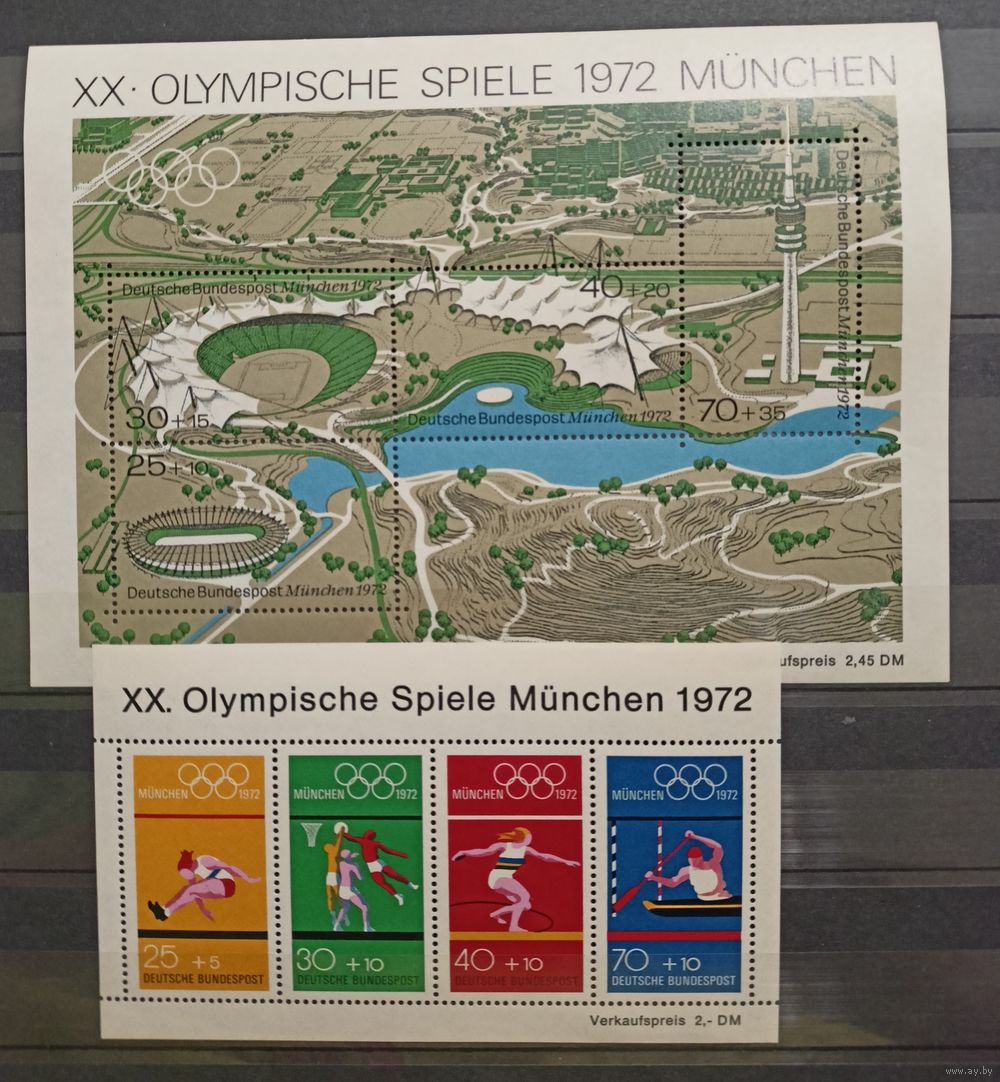 XX· OLYMPISCHE SPIELE 1972 MÜNCHEN
Deutsche Bundespost München 1972
Deutsche Bundespost München 1972
40+20
30+15
Deutsche Bundespost München 1972
70+35
25+10
Deutsche Bundespost München 1972
ufspreis 2,45 DM
XX. Olympische Spiele München 1972
MÜNCHEN 1972
MÜNCHEN 1972
MÜNCHEN 1972
MÜNCHEN 1972
25 +5
30 +10
40 +10
70 +10
DEUTSCHE BUNDESPOST
DEUTSCHE BUNDESPOST
DEUTSCHE BUNDESPOST
DEUTSCHE BUNDESPOST
Verkaufspreis 2,- DM
www.ay.by